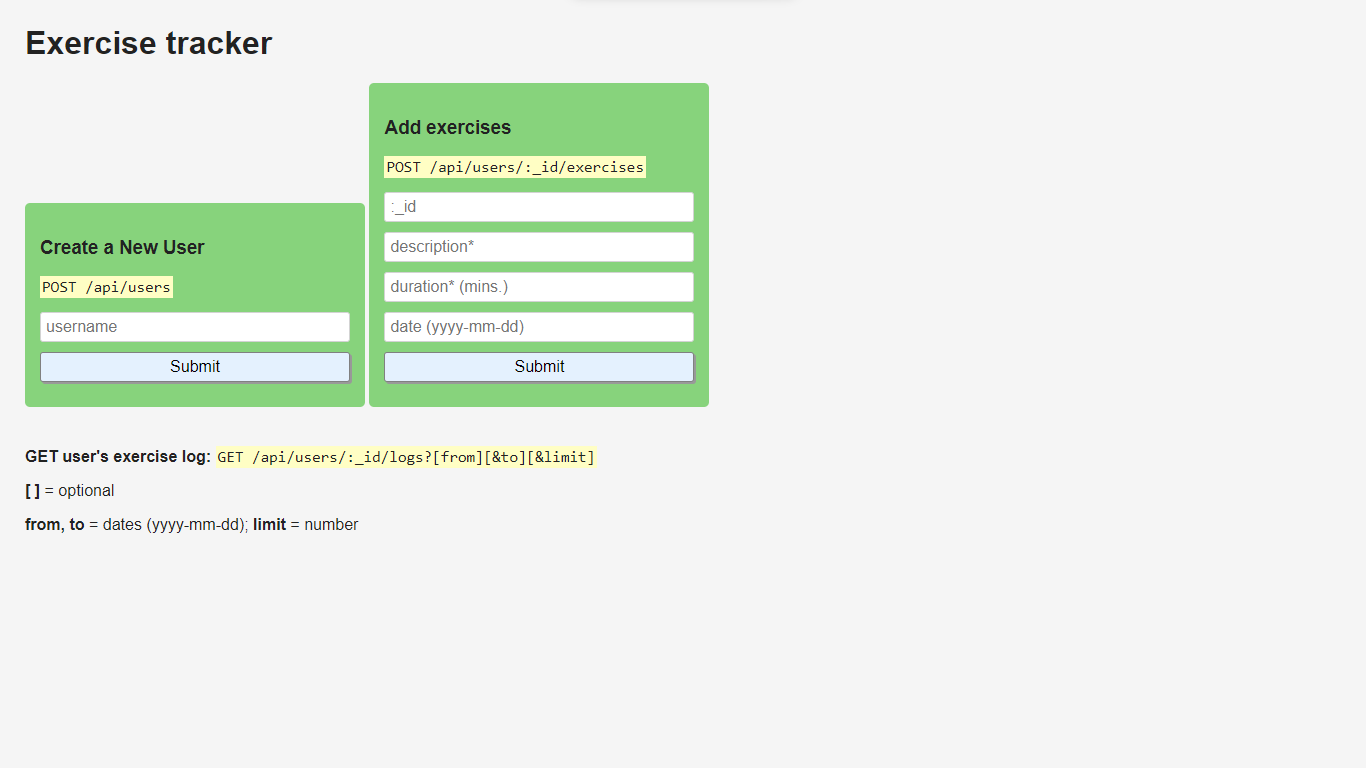 Exercise tracker
Create a New User
POST /api/users
username
Submit
Add exercises
POST /api/users/:_id/exercises
:_id
description*
duration* (mins.)
date (yyyy-mm-dd)
Submit
GET user's exercise log: GET /api/users/:_id/logs?[from][&to][&limit]
[ ] = optional
from, to = dates (yyyy-mm-dd); limit = number